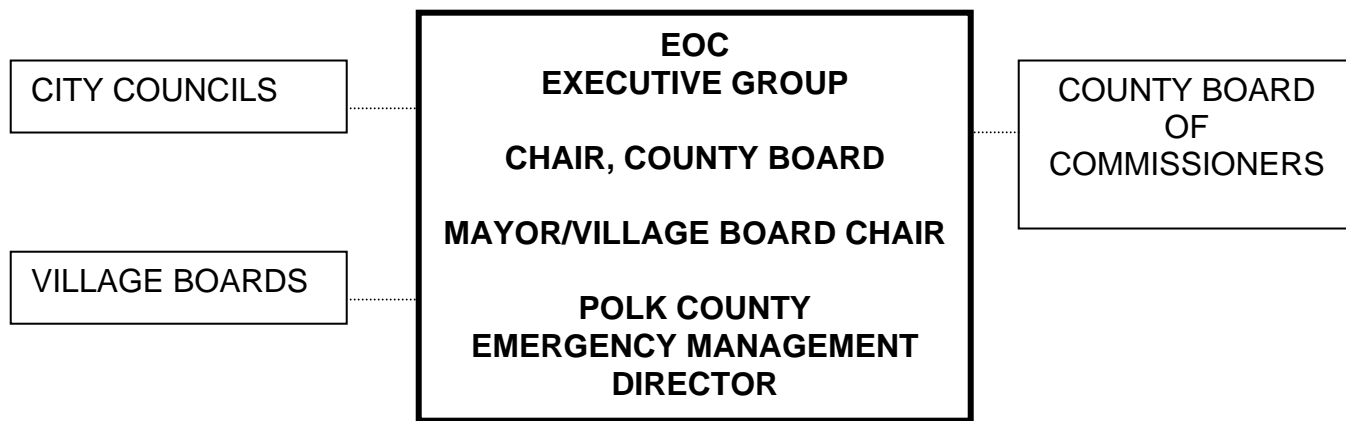 CITY COUNCILS
VILLAGE BOARDS
EOC
EXECUTIVE GROUP
CHAIR, COUNTY BOARD
MAYOR/VILLAGE BOARD CHAIR
POLK COUNTY
EMERGENCY MANAGEMENT
DIRECTOR
COUNTY BOARD
OF
COMMISSIONERS